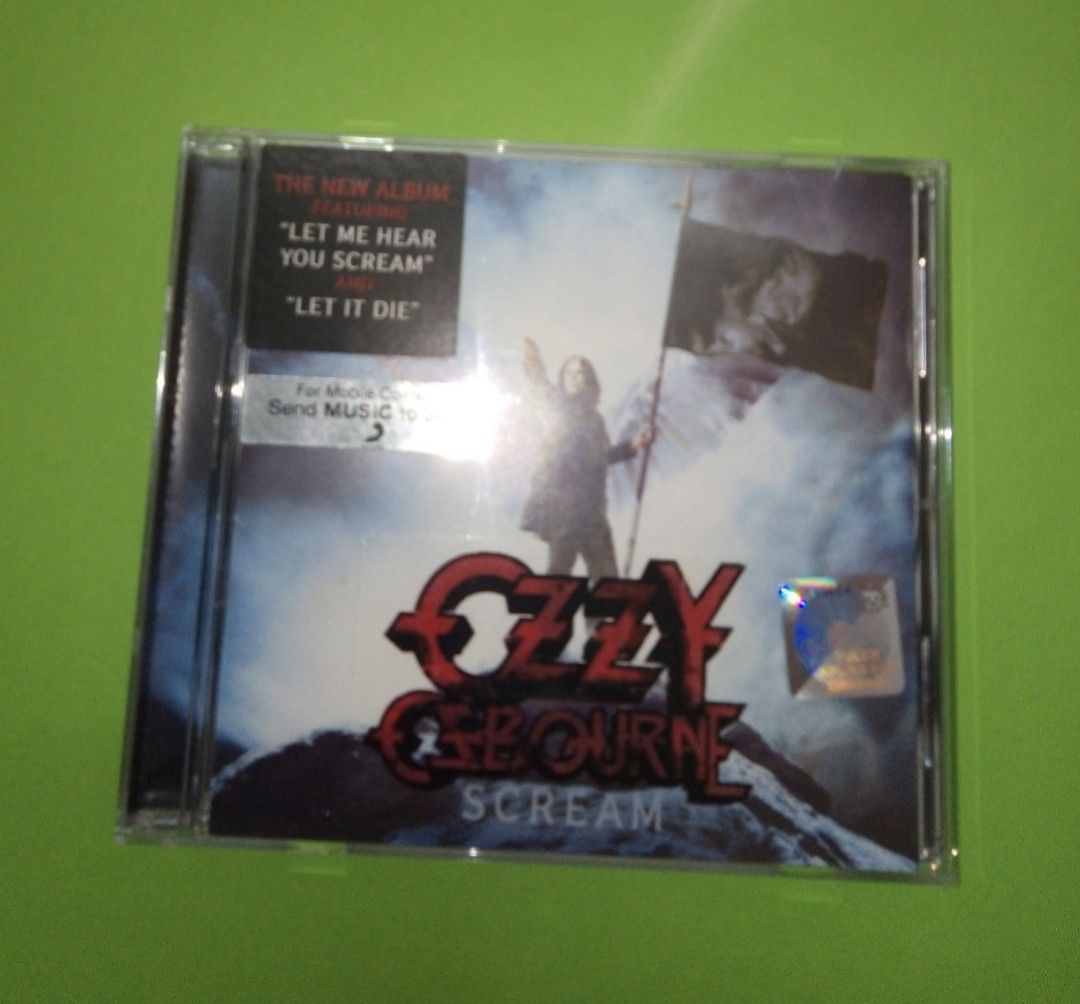 THE NEW ALBUM
FEATURING
"LET ME HEAR
YOU SCREAM"
AND
"LET IT DIE"
For Mobile
Send MUSIC to
OZZY
OSBOURNE
SCREAM